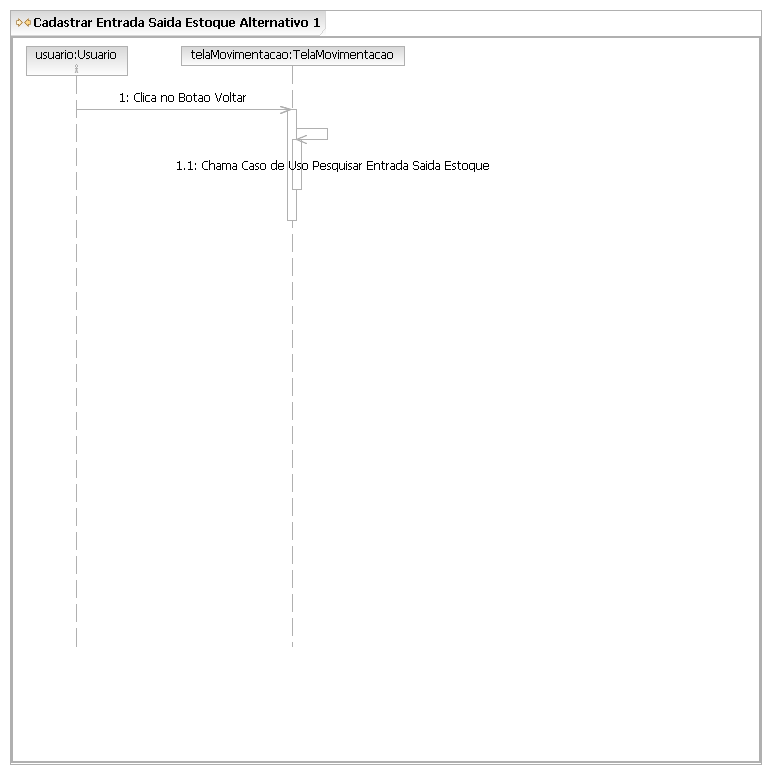 Cadastrar Entrada Saida Estoque Alternativo 1
usuario:Usuario
telaMovimentacao:TelaMovimentacao
1: Clica no Botao Voltar
1.1: Chama Caso de Uso Pesquisar Entrada Saida Estoque